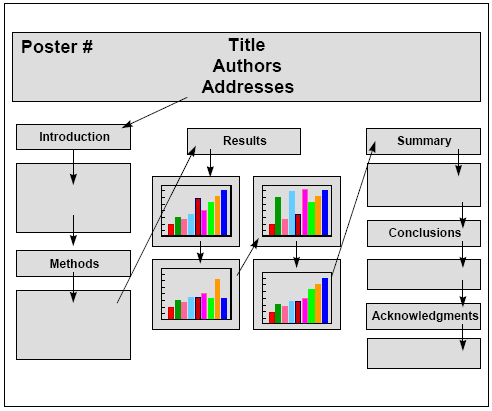 Poster #
Title
Authors
Addresses
Introduction
Methods
Results
Summary
Conclusions
Acknowledgments